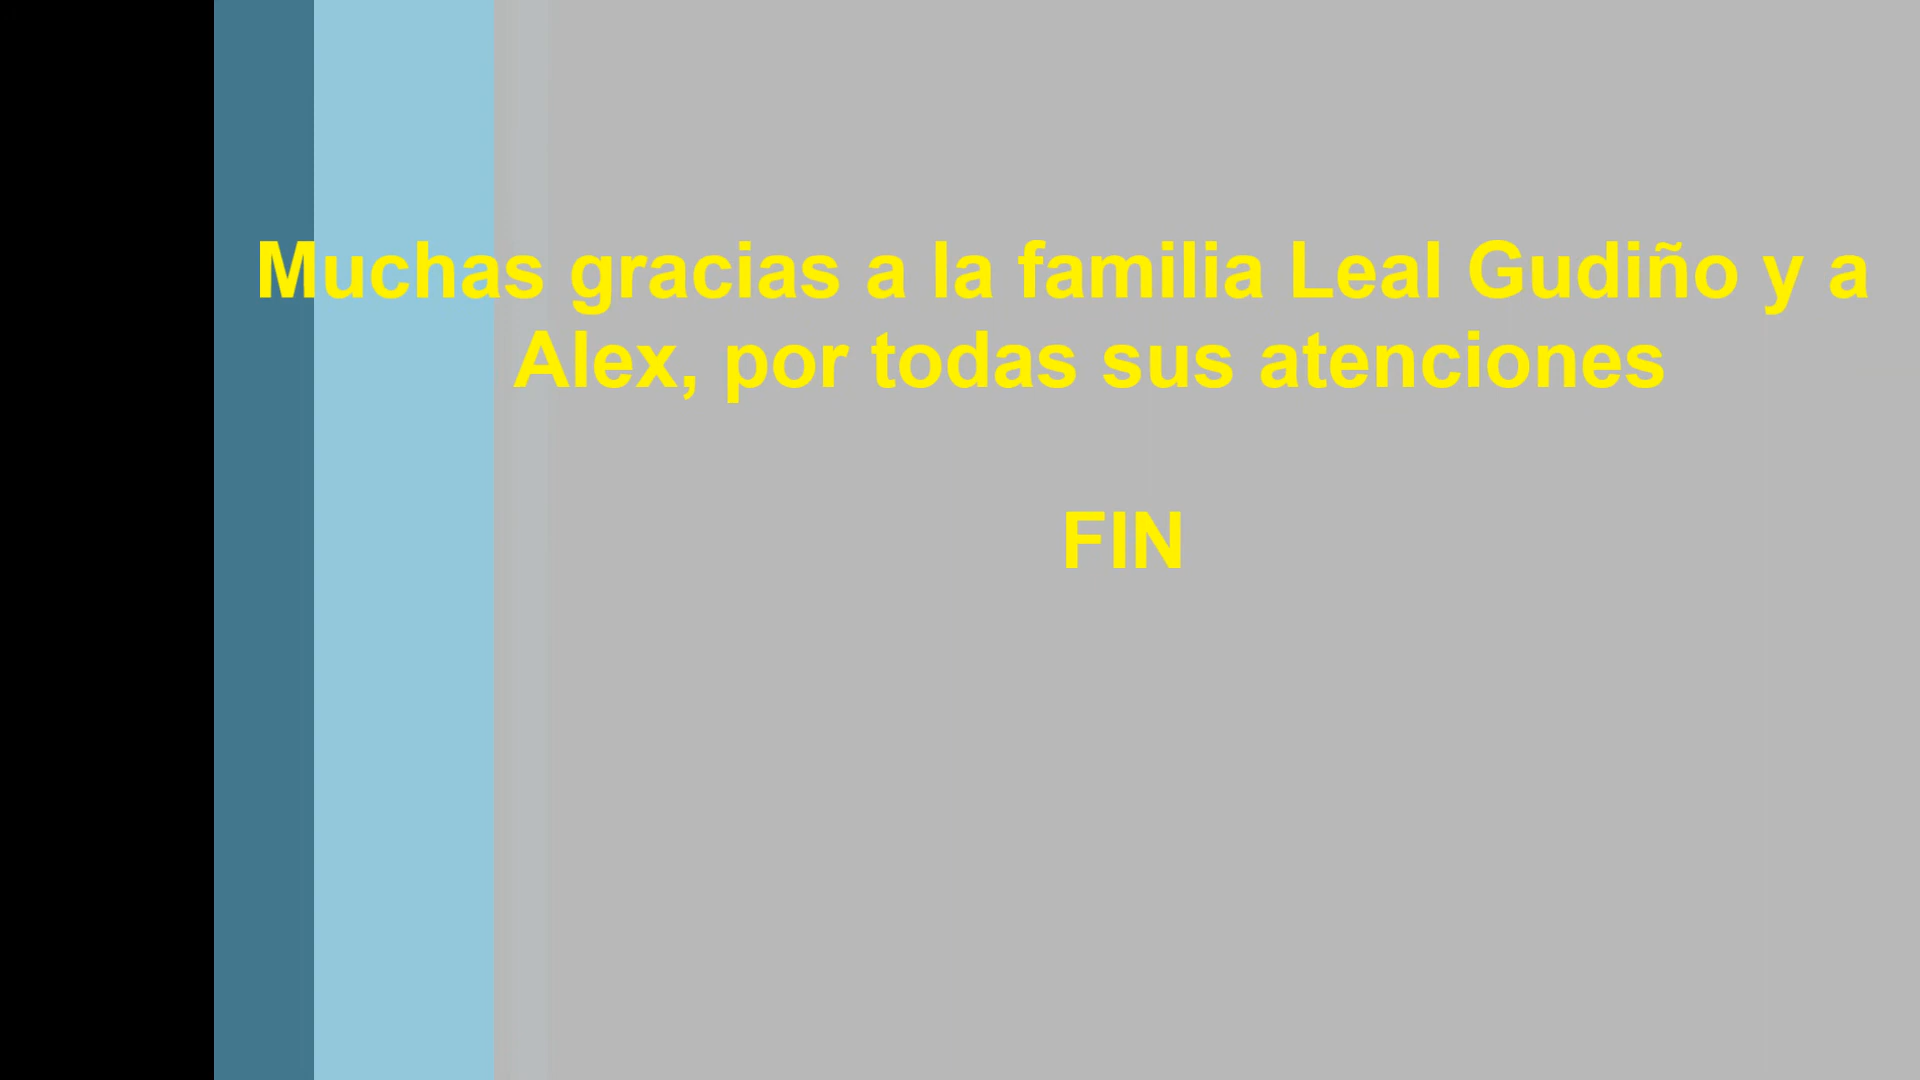 Muchas gracias a la familia Leal Gudiño y a
Alex, por todas sus atenciones
FIN